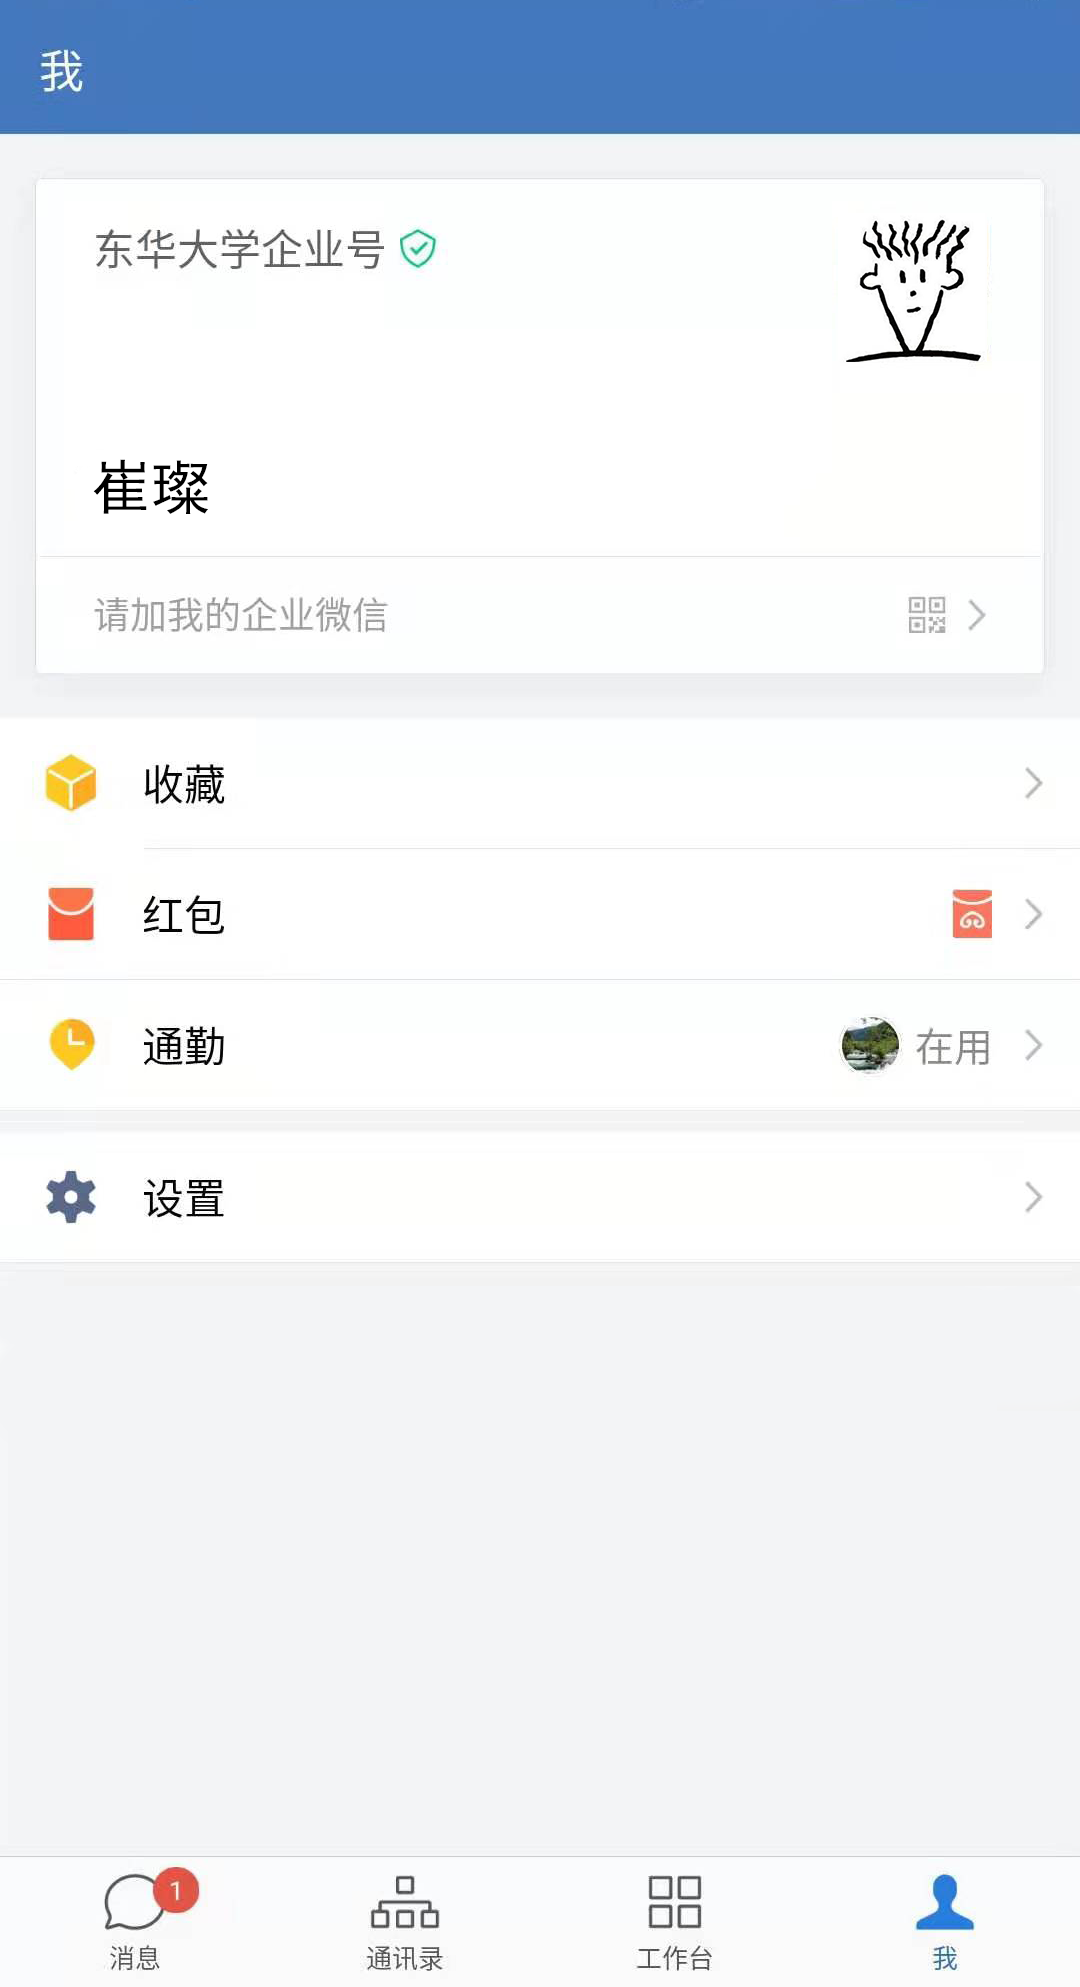 我
东华大学企业号
崔璨
请加我的企业微信
收藏
红包
通勤
在用
设置
1
消息
通讯录
工作台
我